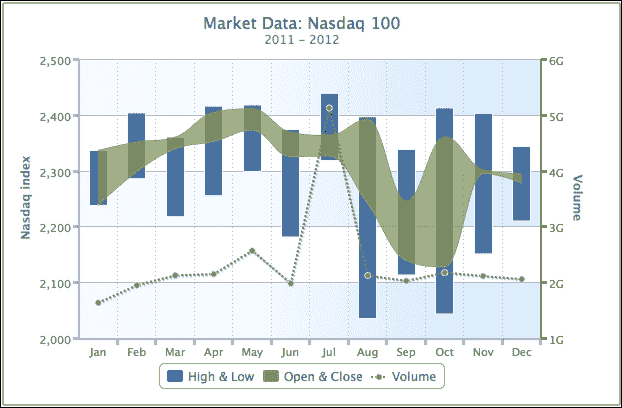 Market Data: Nasdaq 100
2011 - 2012
2,500
2,400
2,300
2,200
2,100
2,000
Nasdaq index
6G
5G
4G
3G
2G
1G
Volume
Jan Feb Mar Apr May Jun Jul Aug Sep Oct Nov Dec
High & Low Open & Close Volume